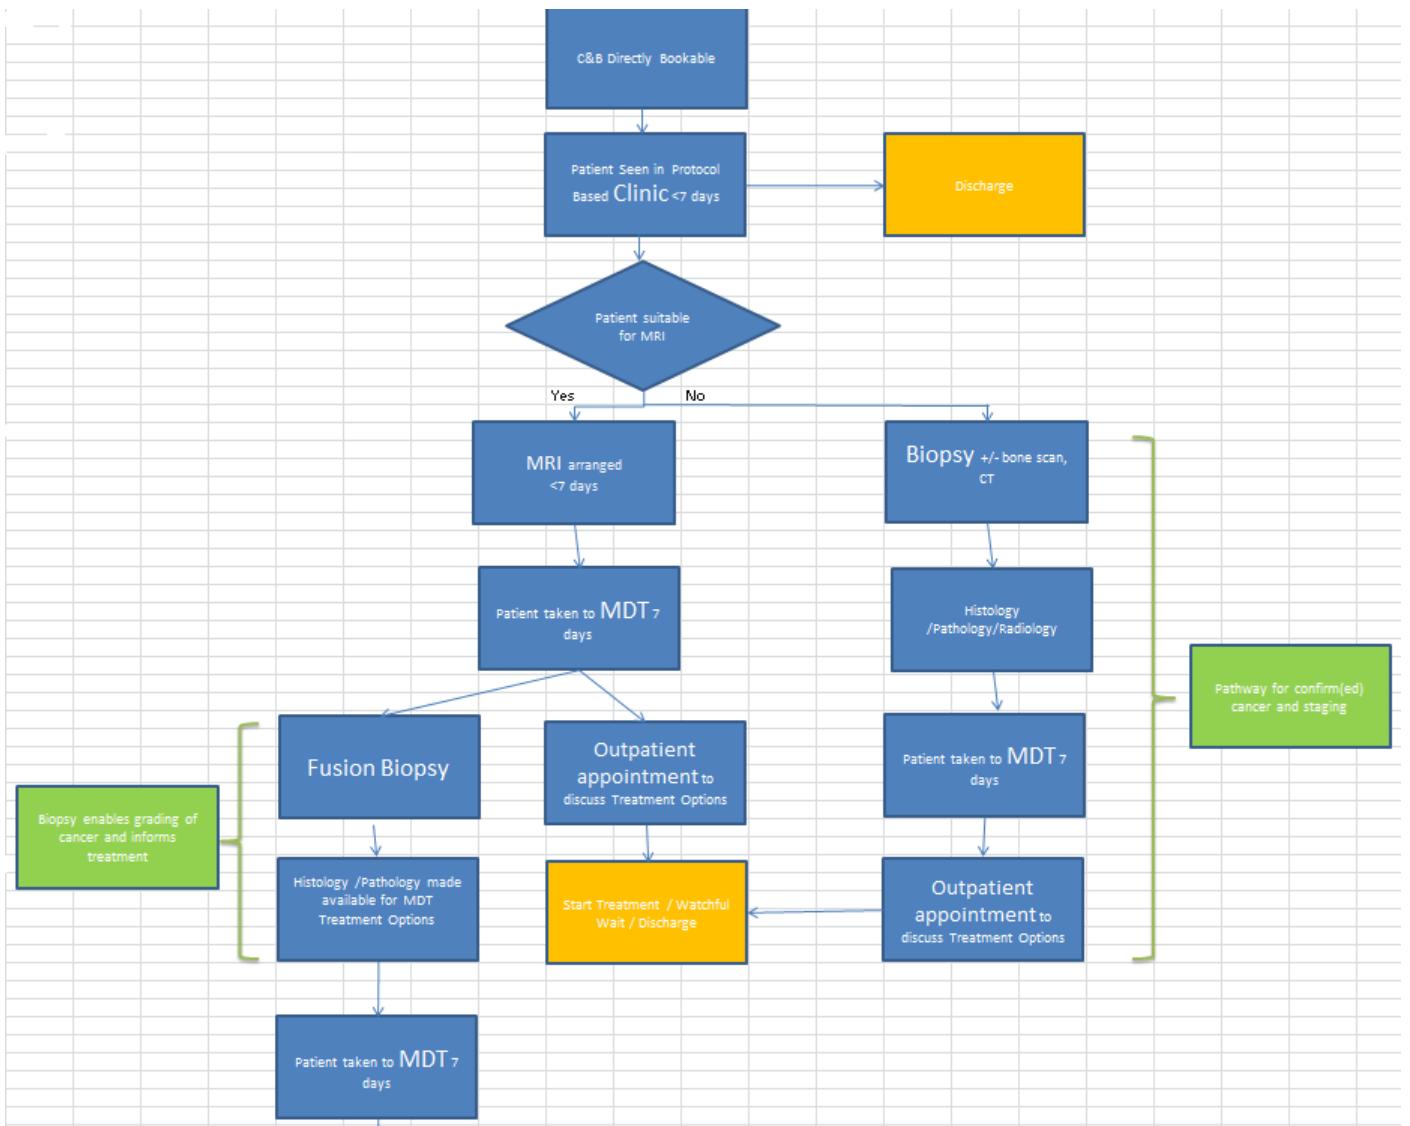 C&B Directly Bookable
Patient Seen in Protocol
Based Clinic <7 days
Discharge
Patient suitable
for MRI
Yes
No
MRI arranged
<7 days
Biopsy +/- bone scan,
CT
Patient taken to MDT 7
days
Histology
/Pathology/Radiology
Pathway for confirm(ed)
cancer and staging
Fusion Biopsy
Outpatient
appointment to
discuss Treatment Options
Patient taken to MDT 7
days
Biopsy enables grading of
cancer and informs
treatment
Histology /Pathology made
available for MDT
Treatment Options
Start Treatment / Watchful
Wait / Discharge
Outpatient
appointment to
discuss Treatment Options
Patient taken to MDT 7
days